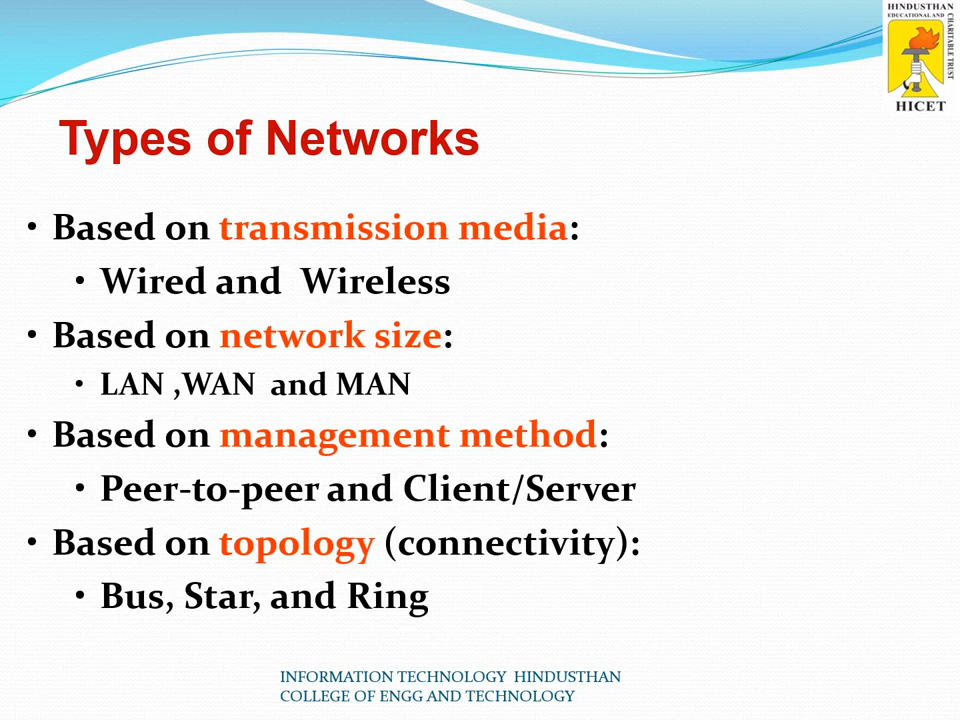 HINDUSTHAN
EDUCATIONAL AND
CHARITABLE TRUST
HICET
Types of Networks
• Based on transmission media:
• Wired and Wireless
• Based on network size:
• LAN ,WAN and MAN
• Based on management method:
• Peer-to-peer and Client/Server
• Based on topology (connectivity):
• Bus, Star, and Ring
INFORMATION TECHNOLOGY HINDUSTHAN
COLLEGE OF ENGG AND TECHNOLOGY